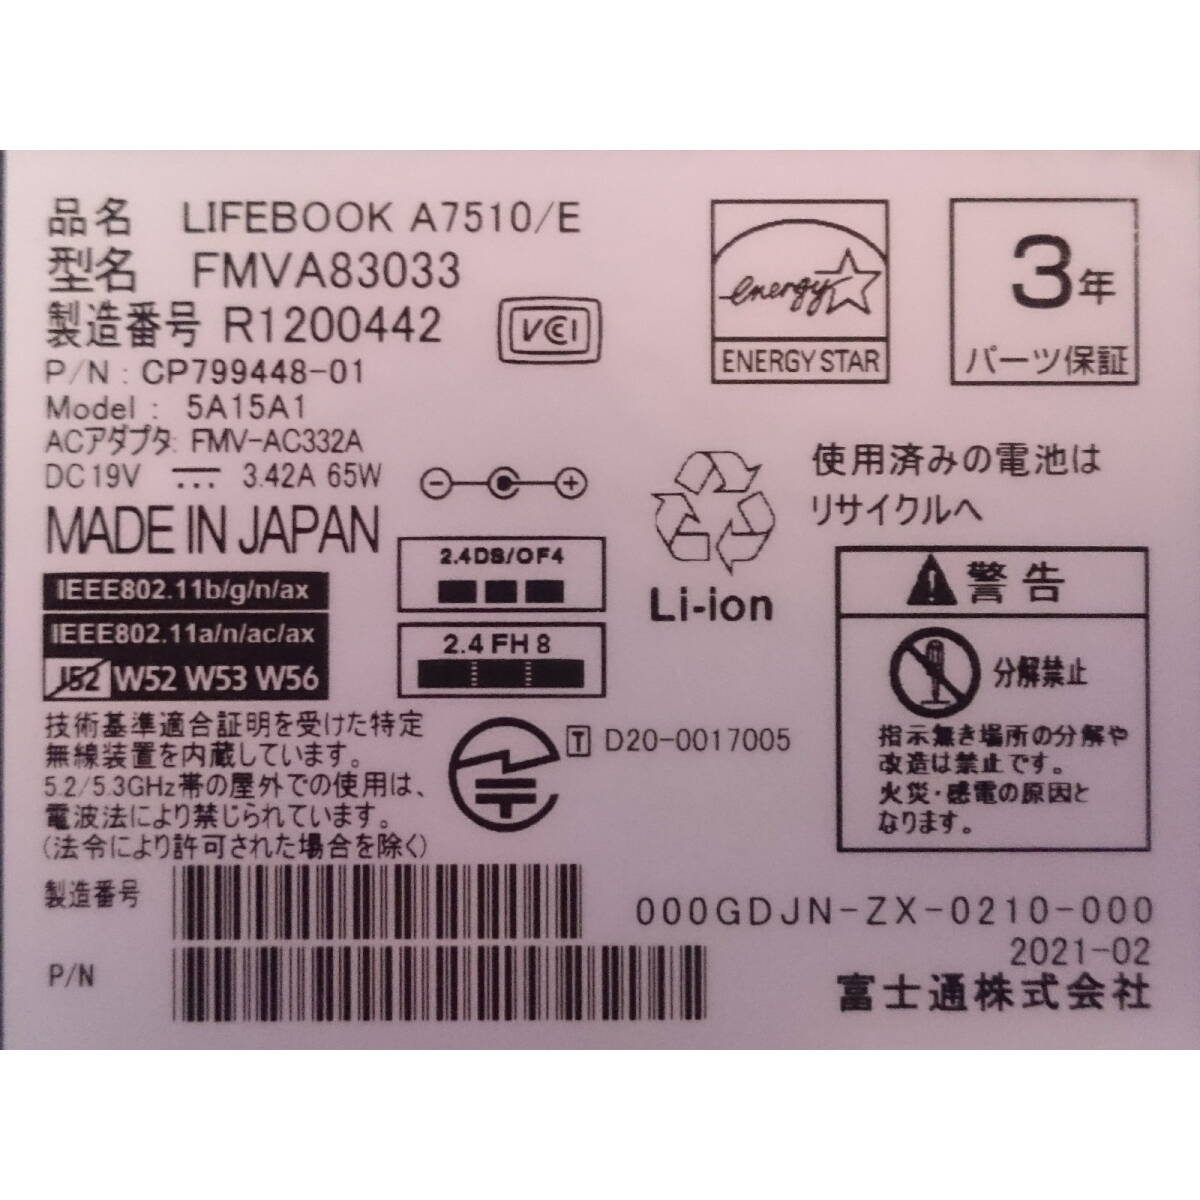 品名 LIFEBOOK A7510/E
型名 FMVA83033
製造番号 R1200442
P/N : CP799448-01
Model : 5A15A1
ACアダプタ: FMV-AC332A
DC19V 3.42A 65W
MADE IN JAPAN
VCCI
energy
ENERGY STAR
3年
パーツ保証
使用済みの電池は
リサイクルへ
Li-ion
IEEE802.11b/g/n/ax
IEEE802.11a/n/ac/ax
J52 W52 W53 W56
2.4DS/OF4
2.4FH8
警告
分解禁止
指示無き場所の分解や
改造は禁止です。
火災・感電の原因と
なります。
技術基準適合証明を受けた特定
無線装置を内蔵しています。
5.2/5.3GHz帯の屋外での使用は、
電波法により禁じられています。
(法令により許可された場合を除く)
T D20-0017005
製造番号
P/N
000GDJN-ZX-0210-000
2021-02
富士通株式会社